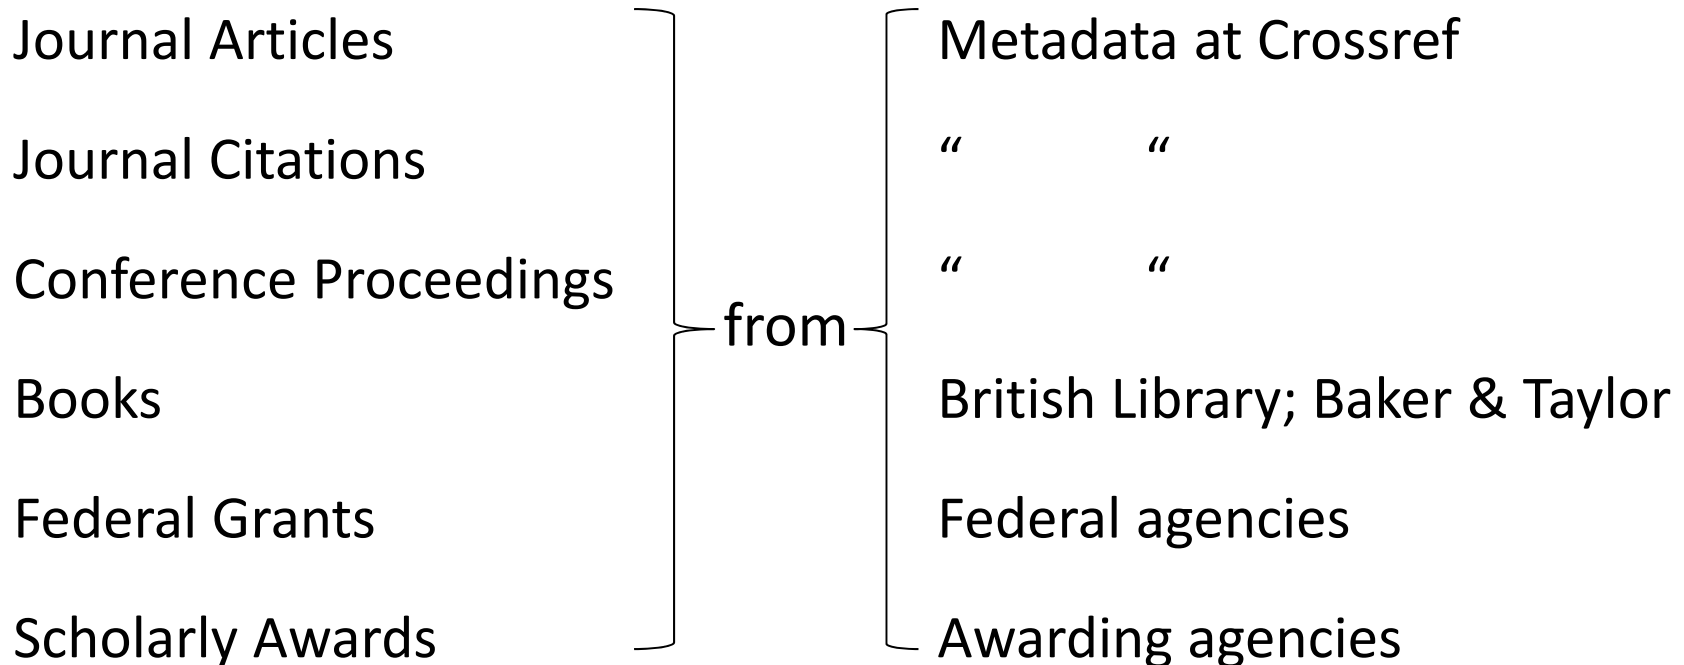 Journal Articles
Journal Citations
Conference Proceedings
Books
Federal Grants
Scholarly Awards
from
Metadata at Crossref
“ “
“ “
British Library; Baker & Taylor
Federal agencies
Awarding agencies